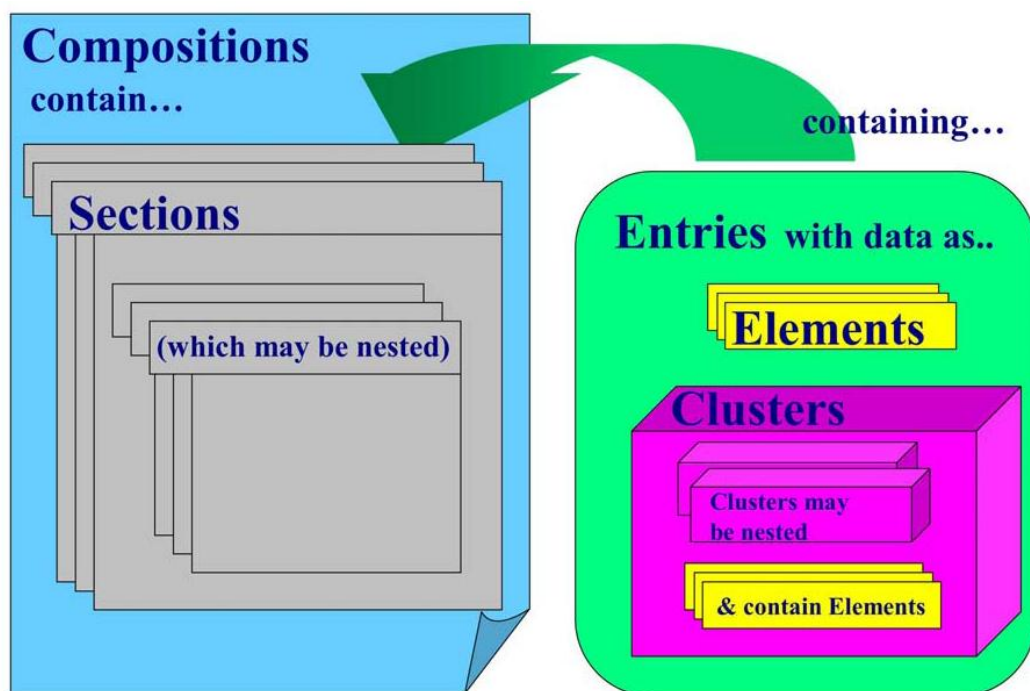 Compositions
contain…
Sections
(which may be nested)
containing…
Entries with data as..
Elements
Clusters
Clusters may
be nested
& contain Elements